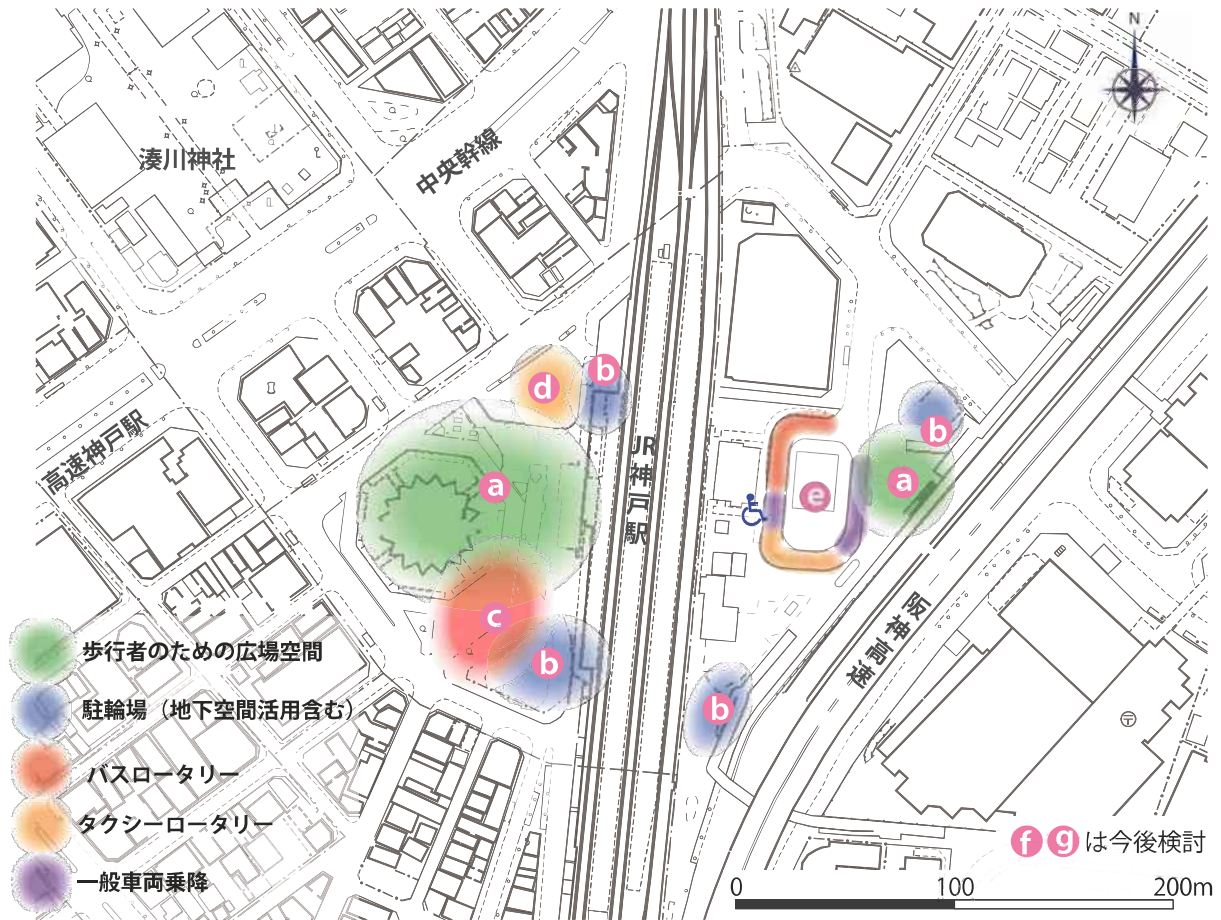 N
湊川神社
中央幹線
高速神戸駅
d
b
JR神戸駅
a
b
a
e
c
b
b
阪神高速
歩行者のための広場空間
駐輪場（地下空間活用含む）
バスロータリー
タクシーロータリー
一般車両乗降
f g は今後検討
0 100 200m